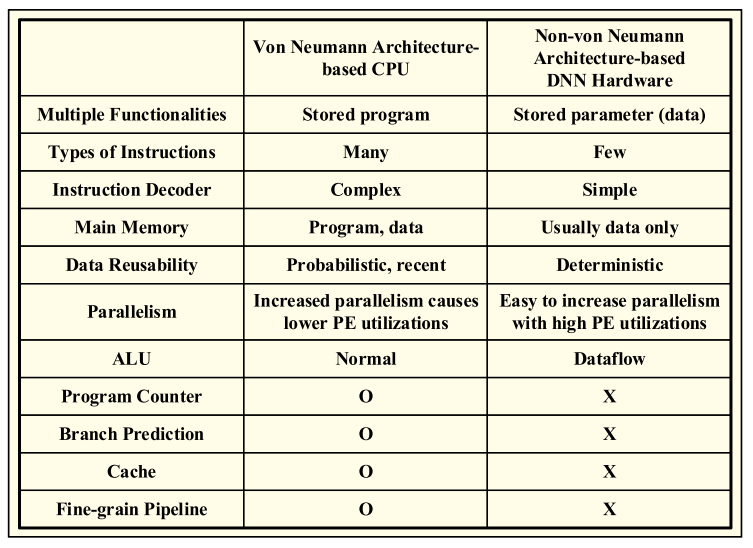 Von Neumann Architecture-
based CPU
Non-von Neumann
Architecture-based
DNN Hardware
Multiple Functionalities
Stored program
Stored parameter (data)
Types of Instructions
Many
Few
Instruction Decoder
Complex
Simple
Main Memory
Program, data
Usually data only
Data Reusability
Probabilistic, recent
Deterministic
Parallelism
Increased parallelism causes
lower PE utilizations
Easy to increase parallelism
with high PE utilizations
ALU
Normal
Dataflow
Program Counter
O
X
Branch Prediction
O
X
Cache
O
X
Fine-grain Pipeline
O
X